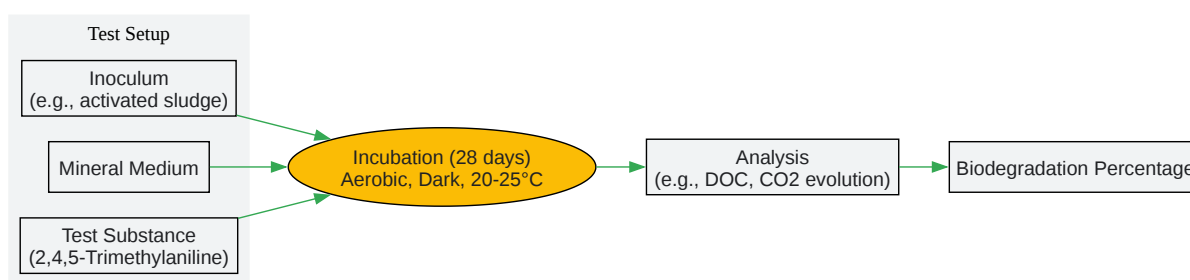 Test Setup
Inoculum
(e.g., activated sludge)
Mineral Medium
Test Substance
(2,4,5-Trimethylaniline)
Incubation (28 days)
Aerobic, Dark, 20-25°C
Analysis
(e.g., DOC, CO2 evolution)
Biodegradation Percentage